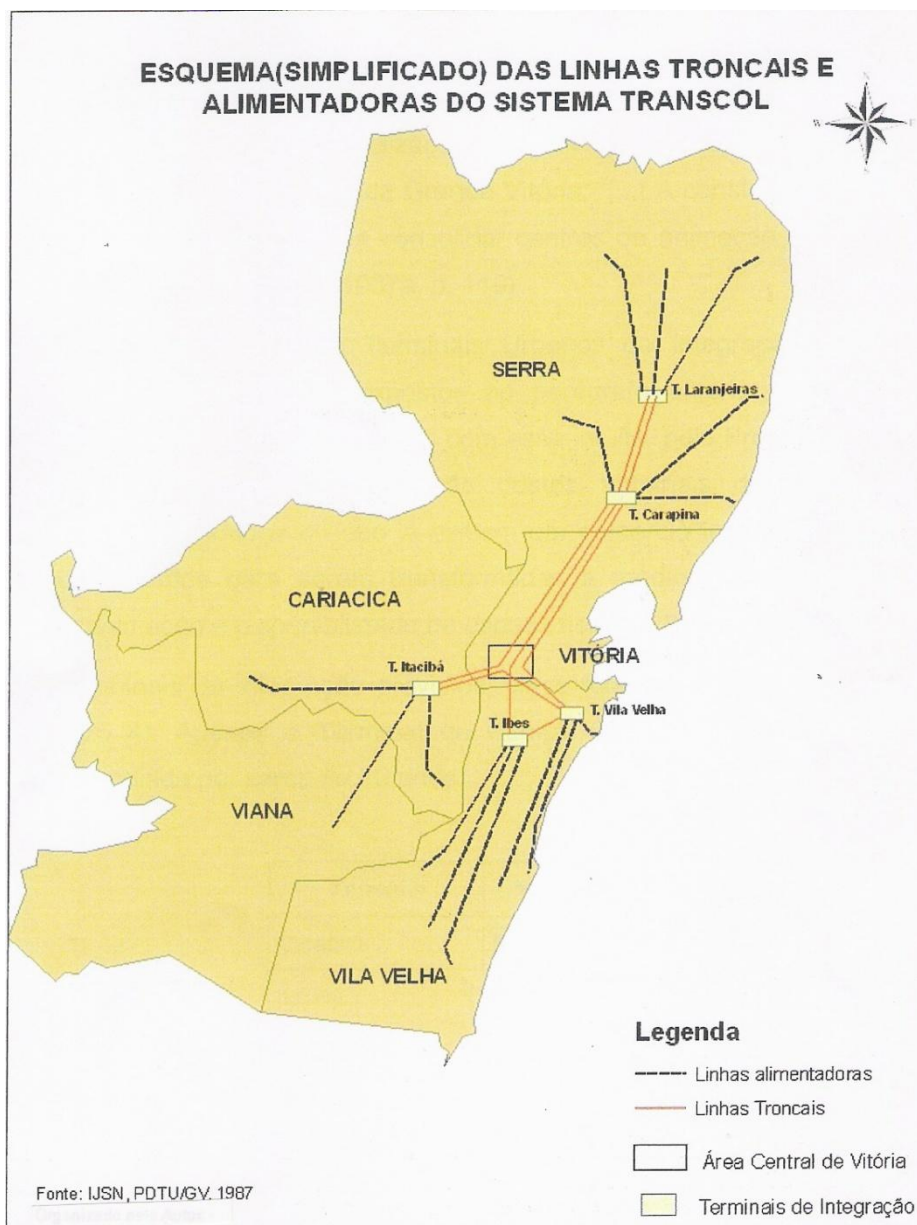 ESQUEMA(SIMPLIFICADO) DAS LINHAS TRONCAIS E
ALIMENTADORAS DO SISTEMA TRANSCOL
SERRA
T. Laranjeiras
T. Carapina
CARIACICA
VITÓRIA
T. Itacibá
T. Vila Velha
T. Ibes
VIANA
VILA VELHA
Legenda
Linhas alimentadoras
Linhas Troncais
Área Central de Vitória
Terminais de Integração
Fonte: IJSN, PDTU/GV. 1987